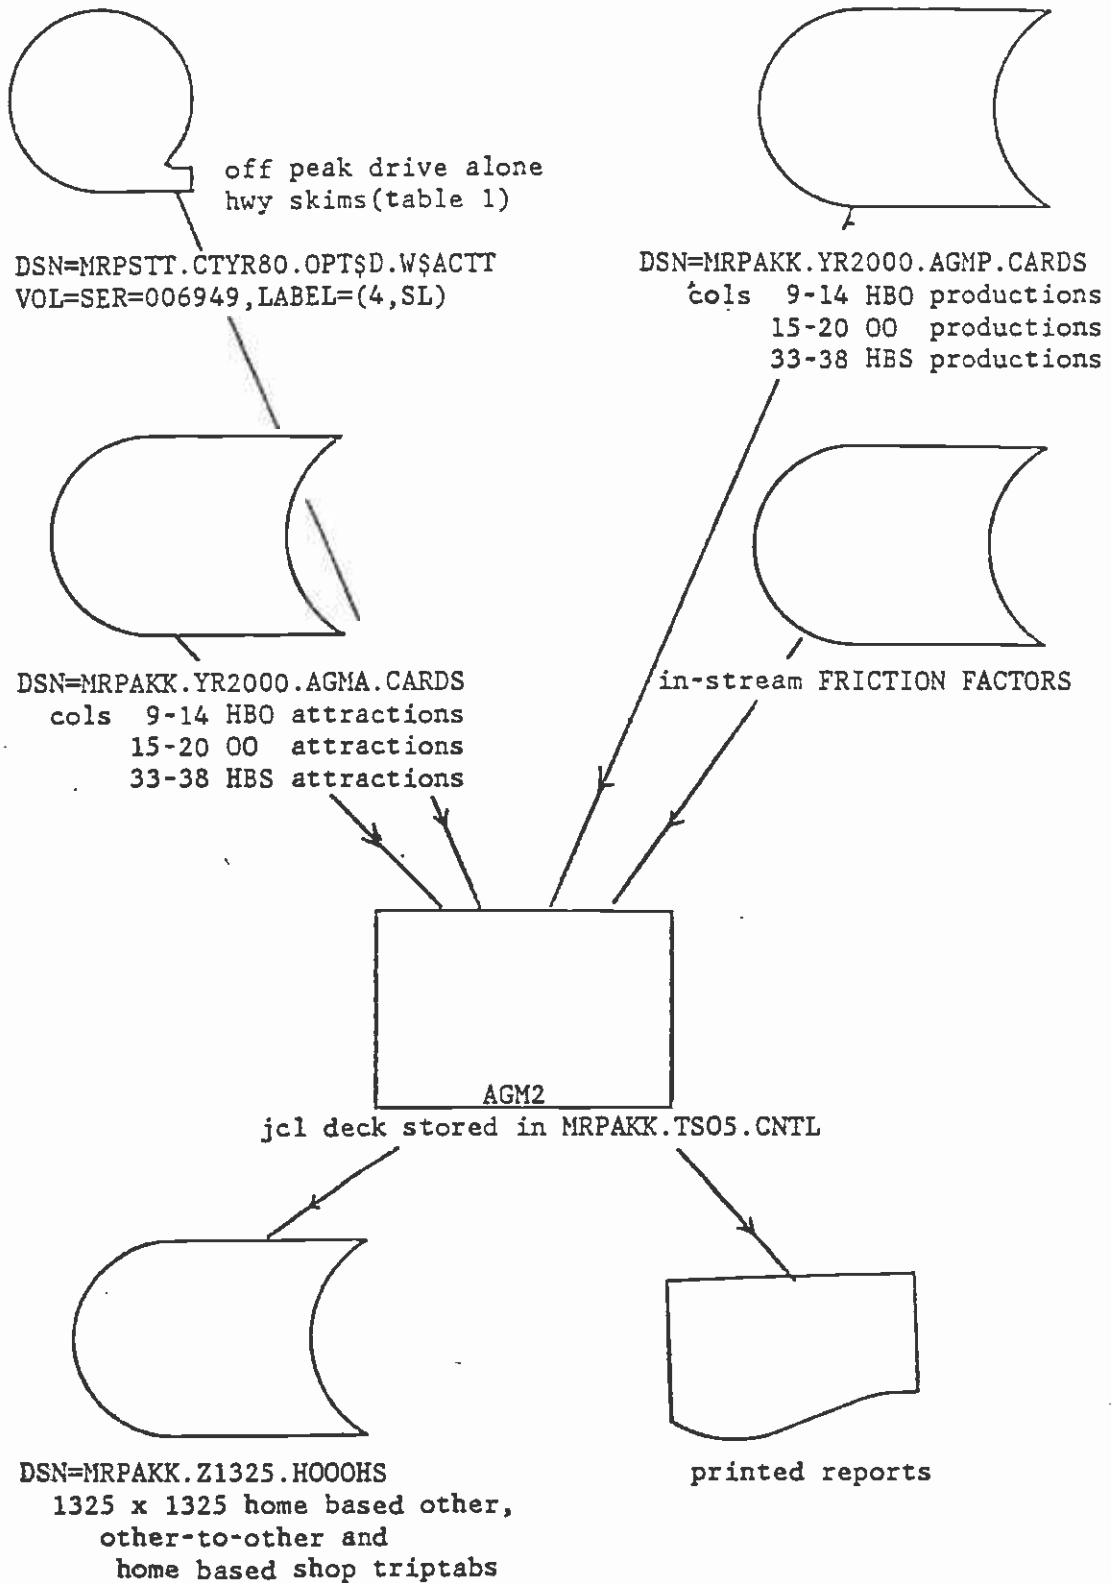 off peak drive alone
hwy skims(table 1)
DSN=MRPSTT.CTYR80.OPT$D.W$ACTT
VOL=SER=006949,LABEL=(4,SL)
DSN=MRPAKK.YR2000.AGMP.CARDS
cols 9-14 HBO productions
15-20 OO productions
33-38 HBS productions
DSN=MRPAKK.YR2000.AGMA.CARDS
cols 9-14 HBO attractions
15-20 OO attractions
33-38 HBS attractions
in-stream FRICTION FACTORS
AGM2
jcl deck stored in MRPAKK.TSO5.CNTL
DSN=MRPAKK.Z1325.HOOOHS
1325 x 1325 home based other,
other-to-other and
home based shop triptabs
printed reports